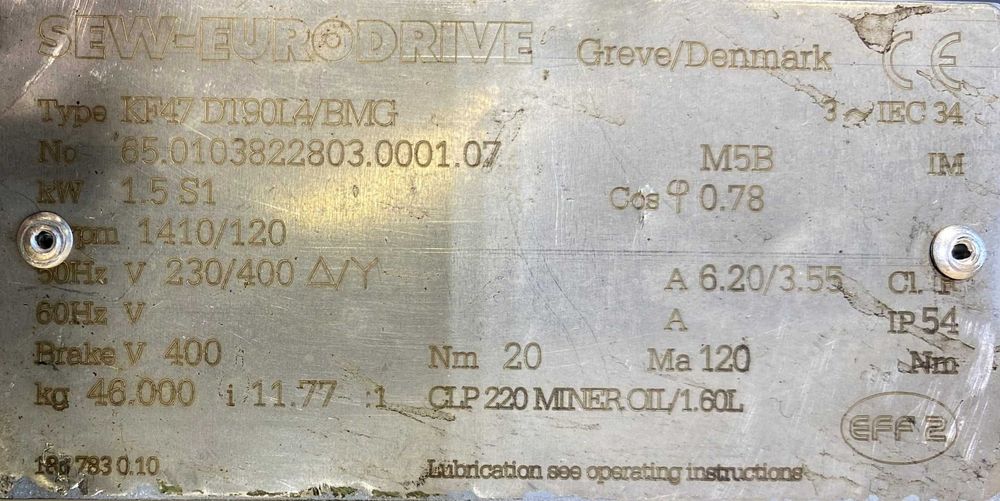 SEW-EURODRIVE Greve/Denmark CE
Type KF47 DT90L4/BMG 3 ~ IEC 34
No 65.0103822803.0001.07 M5B IM
kW 1.5 S1 Cos φ 0.78
1410/120
50Hz V 230/400 Δ/Y A 6.20/3.55 Cl.
60Hz V A IP 54
Brake V 400 Nm 20 Ma 120 Nm
kg 46.000 i 11.77 :1 CLP 220 MINER.OIL/1.60L
EFF 2
783 0.10 Lubrication see operating instructions